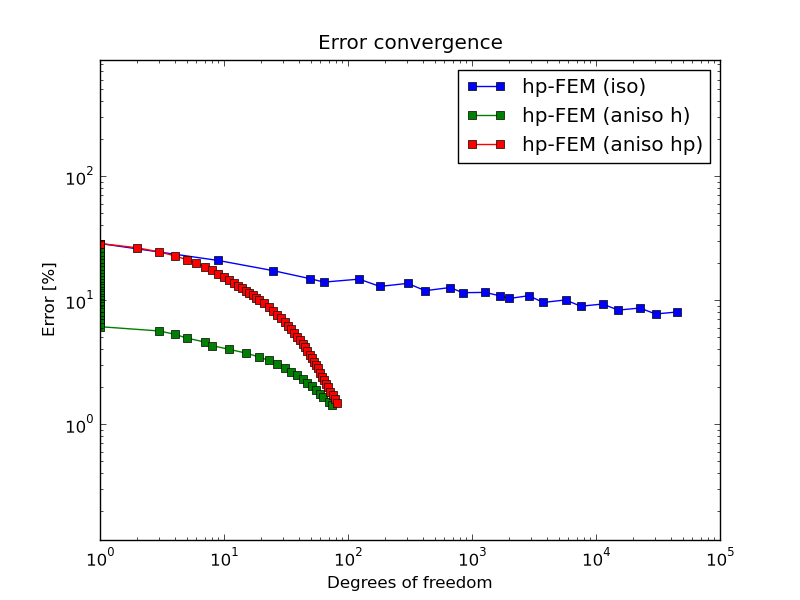 Error convergence
hp-FEM (iso)
hp-FEM (aniso h)
hp-FEM (aniso hp)
10^2
10^1
10^0
Error [%]
10^0 10^1 10^2 10^3 10^4 10^5
Degrees of freedom